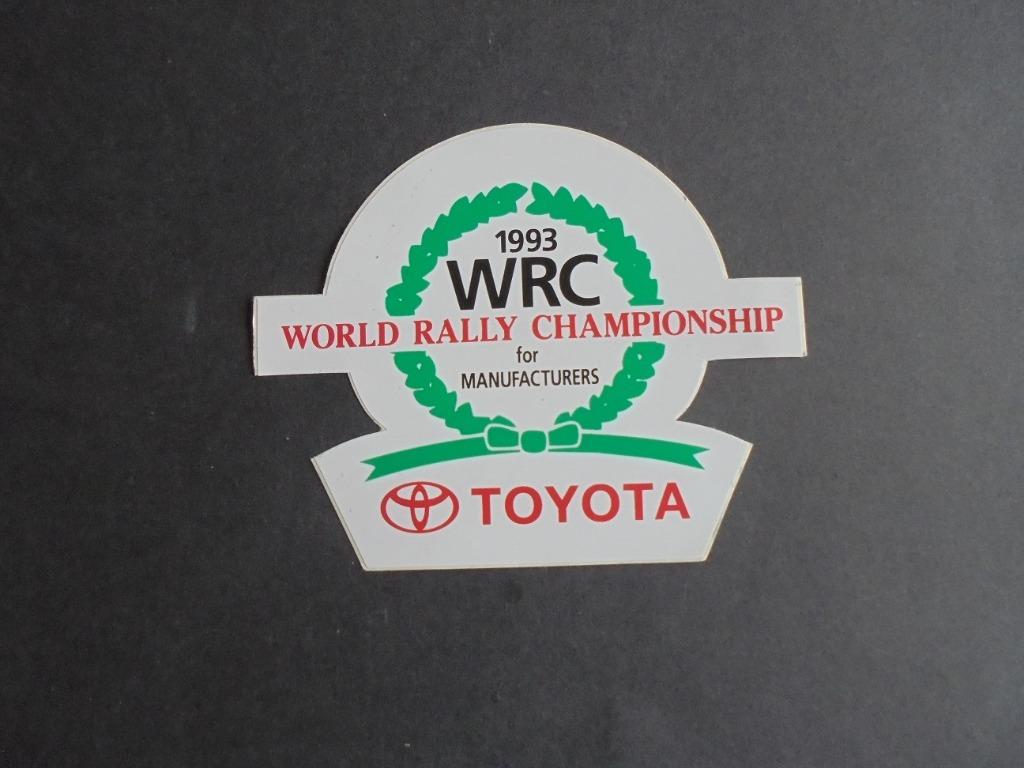 1993
WRC
WORLD RALLY CHAMPIONSHIP
for
MANUFACTURERS
TOYOTA